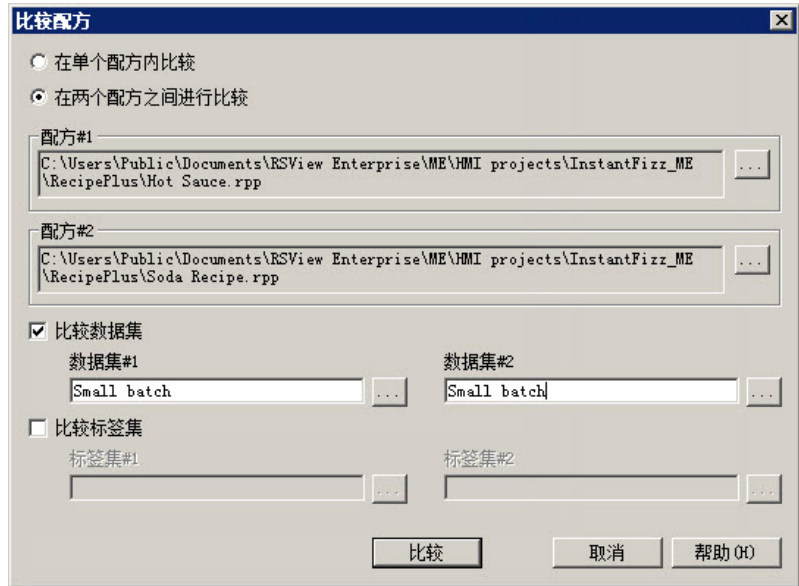 比较配方
在单个配方内比较
在两个配方之间进行比较
配方#1
C:\Users\Public\Documents\RSView Enterprise\ME\HMI projects\InstantFizz_ME
\RecipePlus\Hot Sauce.rpp
...
配方#2
C:\Users\Public\Documents\RSView Enterprise\ME\HMI projects\InstantFizz_ME
\RecipePlus\Soda Recipe.rpp
...
比较数据集
数据集#1 数据集#2
Small batch ... Small batch ...
比较标签集
标签集#1 标签集#2
... ...
比较 取消 帮助(H)